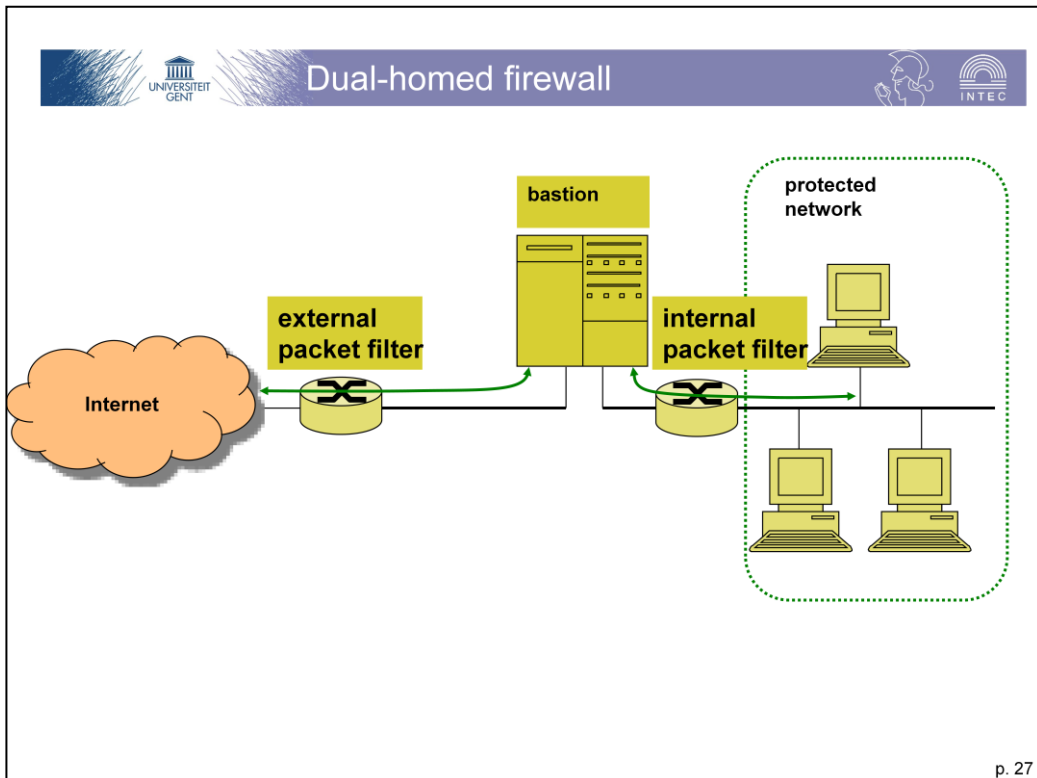 UNIVERSITEIT
GENT
Dual-homed firewall
INTEC
bastion
protected
network
external
packet filter
internal
packet filter
Internet
p. 27